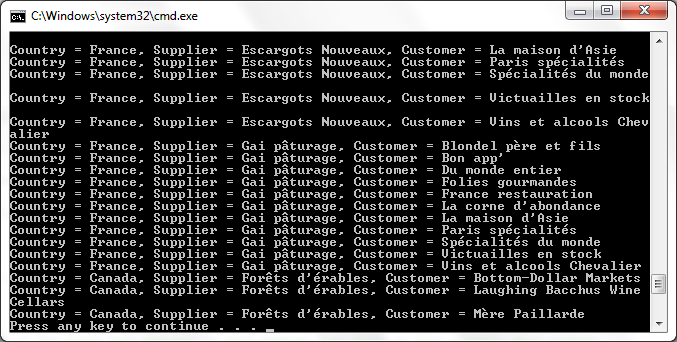 C:\Windows\system32\cmd.exe
Country = France, Supplier = Escargots Nouveaux, Customer = La maison d'Asie
Country = France, Supplier = Escargots Nouveaux, Customer = Paris spécialités
Country = France, Supplier = Escargots Nouveaux, Customer = Spécialités du monde
Country = France, Supplier = Escargots Nouveaux, Customer = Victuailles en stock
Country = France, Supplier = Escargots Nouveaux, Customer = Vins et alcools Chev
alier
Country = France, Supplier = Gai pâturage, Customer = Blondel père et fils
Country = France, Supplier = Gai pâturage, Customer = Bon app'
Country = France, Supplier = Gai pâturage, Customer = Du monde entier
Country = France, Supplier = Gai pâturage, Customer = Folies gourmandes
Country = France, Supplier = Gai pâturage, Customer = France restauration
Country = France, Supplier = Gai pâturage, Customer = La corne d'abondance
Country = France, Supplier = Gai pâturage, Customer = La maison d'Asie
Country = France, Supplier = Gai pâturage, Customer = Paris spécialités
Country = France, Supplier = Gai pâturage, Customer = Spécialités du monde
Country = France, Supplier = Gai pâturage, Customer = Victuailles en stock
Country = France, Supplier = Gai pâturage, Customer = Vins et alcools Chevalier
Country = Canada, Supplier = Forêts d'érables, Customer = Bottom-Dollar Markets
Country = Canada, Supplier = Forêts d'érables, Customer = Laughing Bacchus Wine
Cellars
Country = Canada, Supplier = Forêts d'érables, Customer = Mère Paillarde
Press any key to continue . . .